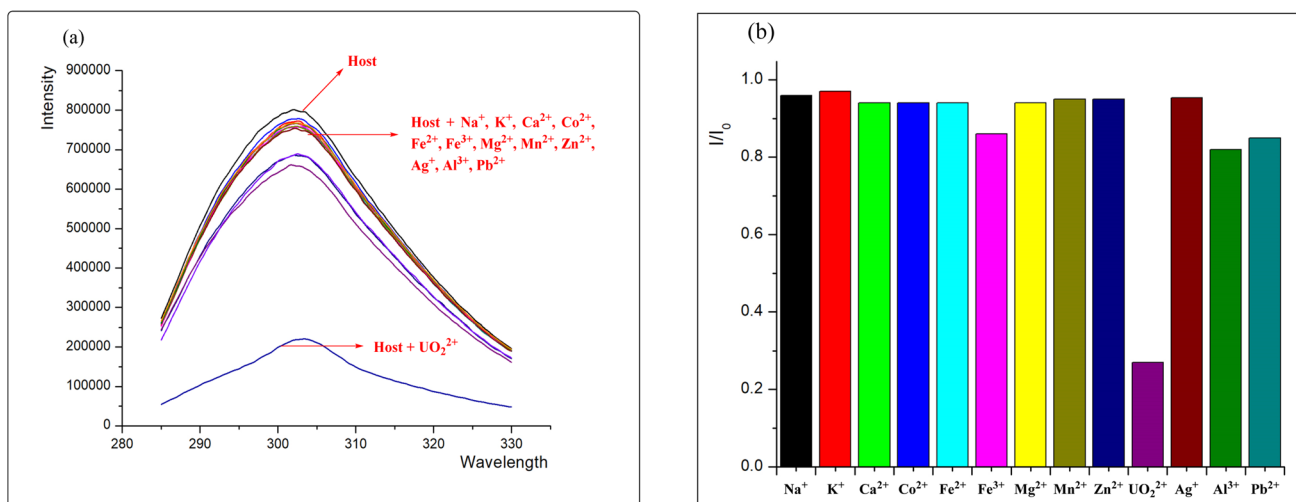 (a)
Intensity
900000
800000
700000
600000
500000
400000
300000
200000
100000
0
280
290
300
310
320
330
Wavelength
Host
Host + Na⁺, K⁺, Ca²⁺, Co²⁺,
Fe²⁺, Fe³⁺, Mg²⁺, Mn²⁺, Zn²⁺,
Ag⁺, Al³⁺, Pb²⁺
Host + UO₂²⁺
(b)
I/I₀
1.0
0.8
0.6
0.4
0.2
0.0
Na⁺ K⁺ Ca²⁺ Co²⁺ Fe²⁺ Fe³⁺ Mg²⁺ Mn²⁺ Zn²⁺ UO₂²⁺ Ag⁺ Al³⁺ Pb²⁺